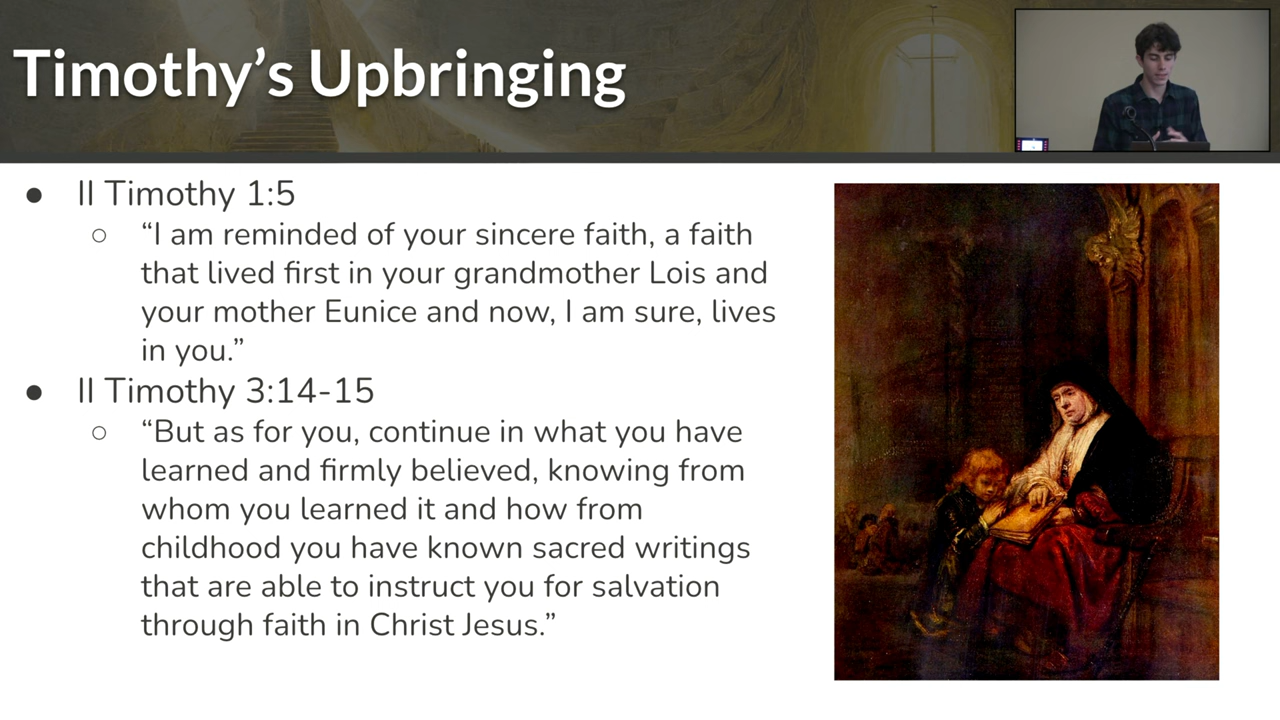 Timothy’s Upbringing
● II Timothy 1:5
○ “I am reminded of your sincere faith, a faith
that lived first in your grandmother Lois and
your mother Eunice and now, I am sure, lives
in you.”
● II Timothy 3:14-15
○ “But as for you, continue in what you have
learned and firmly believed, knowing from
whom you learned it and how from
childhood you have known sacred writings
that are able to instruct you for salvation
through faith in Christ Jesus.”